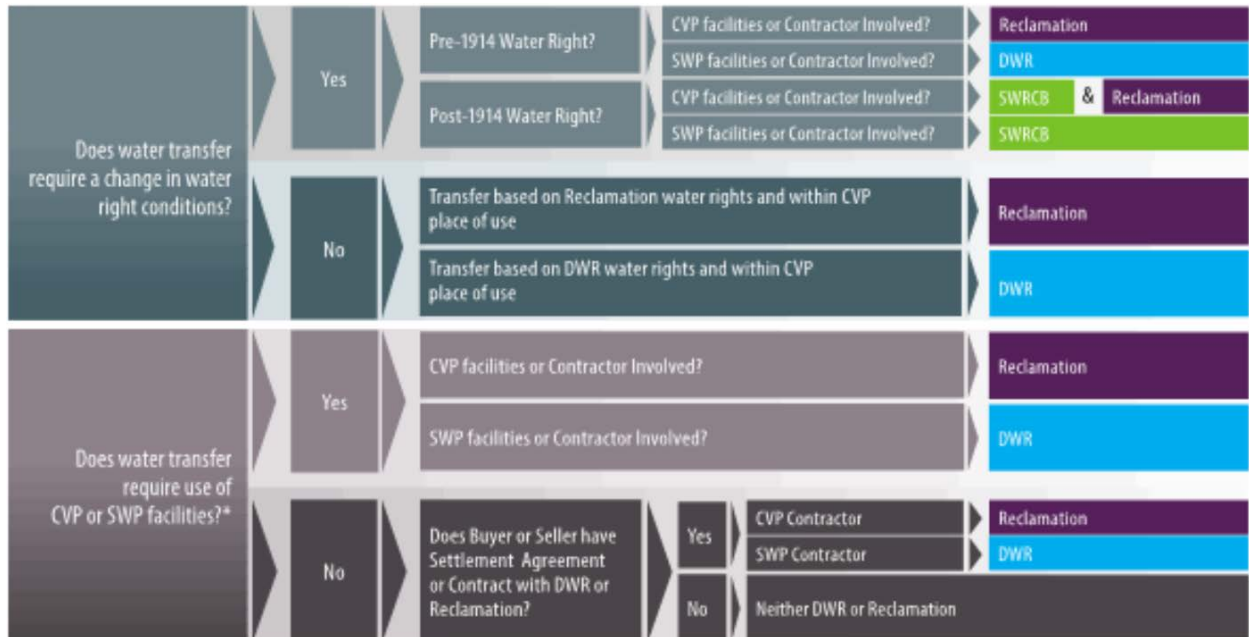 Does water transfer
require a change in water
right conditions?
Yes
Pre-1914 Water Right?
CVP facilities or Contractor Involved?
Reclamation
SWP facilities or Contractor Involved?
DWR
Post-1914 Water Right?
CVP facilities or Contractor Involved?
SWRCB & Reclamation
SWP facilities or Contractor Involved?
SWRCB
No
Transfer based on Reclamation water rights and within CVP
place of use
Reclamation
Transfer based on DWR water rights and within CVP
place of use
DWR
Does water transfer
require use of
CVP or SWP facilities?*
Yes
CVP facilities or Contractor Involved?
Reclamation
SWP facilities or Contractor Involved?
DWR
No
Does Buyer or Seller have
Settlement Agreement
or Contract with DWR or
Reclamation?
Yes
CVP Contractor
Reclamation
SWP Contractor
DWR
No
Neither DWR or Reclamation